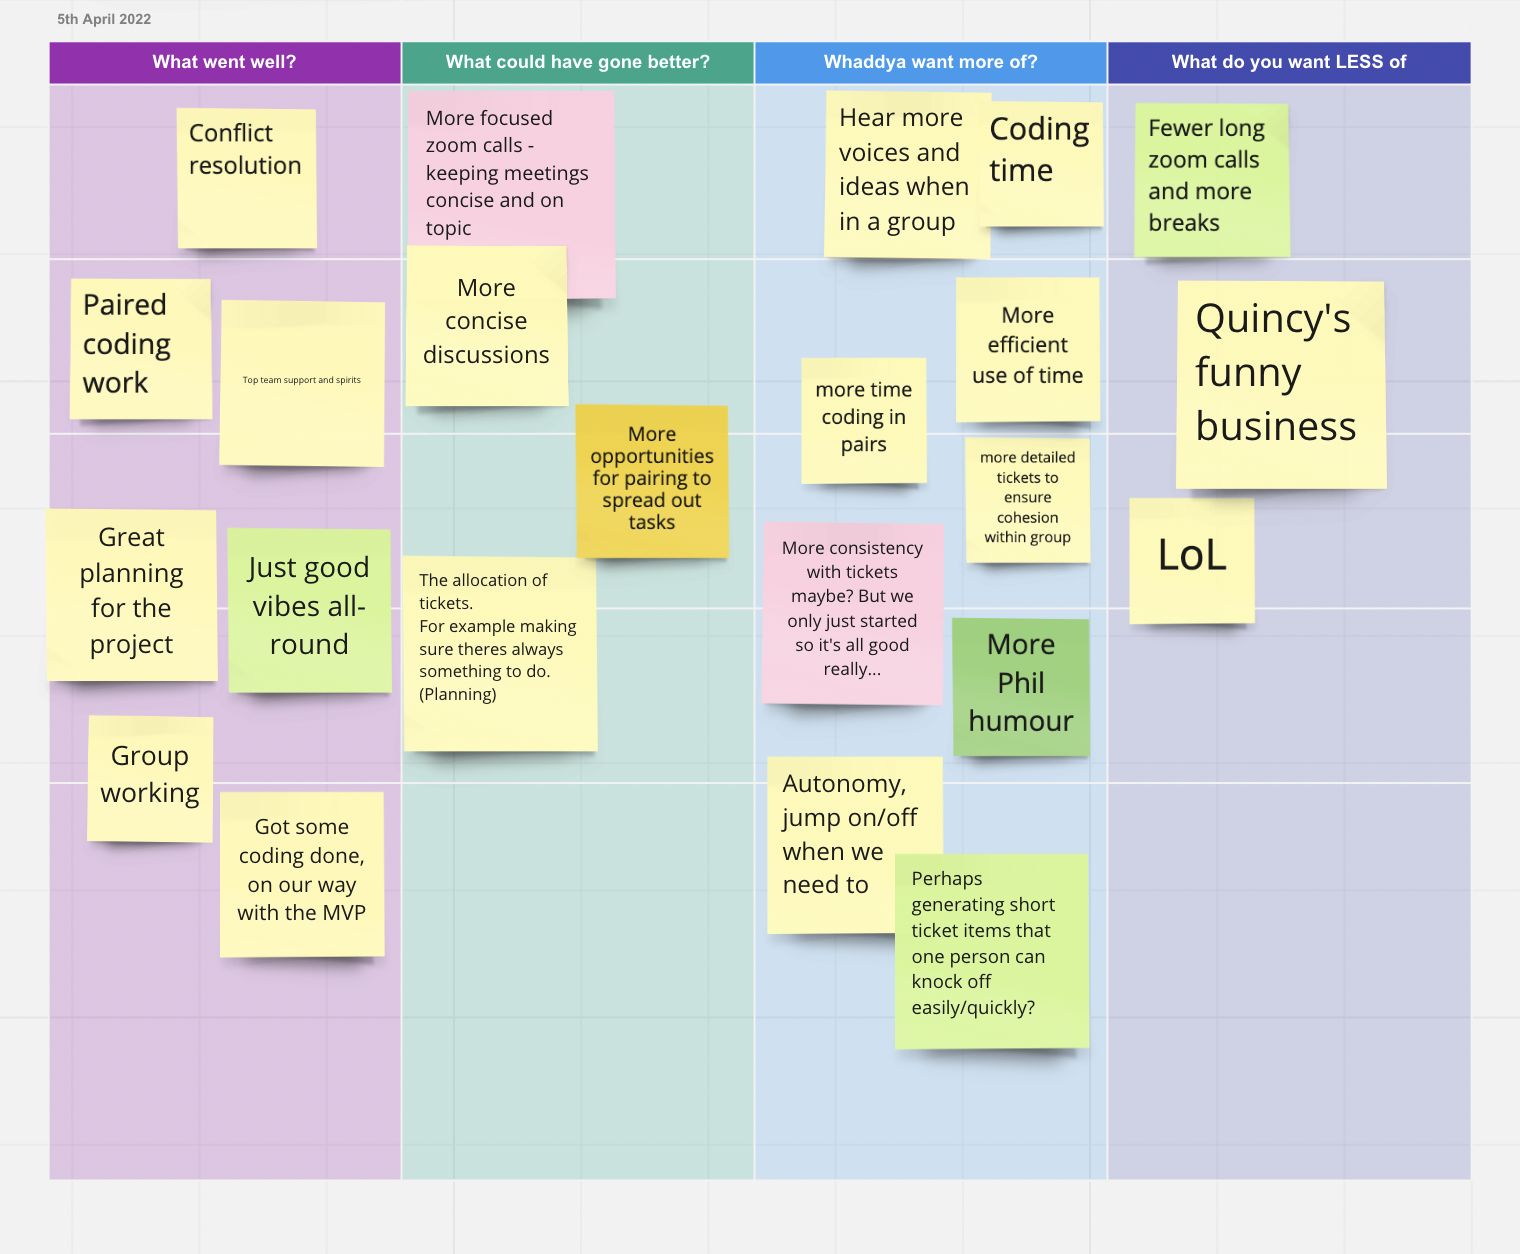 5th April 2022
What went well?
What could have gone better?
Whaddya want more of?
What do you want LESS of
Conflict
resolution
Paired
coding
work
Top team support and spirits
Great
planning
for the
project
Just good
vibes all-
round
Group
working
Got some
coding done,
on our way
with the MVP
More focused
zoom calls -
keeping meetings
concise and on
topic
More
concise
discussions
More
opportunities
for pairing to
spread out
tasks
The allocation of
tickets.
For example making
sure theres always
something to do.
(Planning)
Hear more
voices and
ideas when
in a group
Coding
time
More
efficient
use of time
more time
coding in
pairs
more detailed
tickets to
ensure
cohesion
within group
More consistency
with tickets
maybe? But we
only just started
so it's all good
really...
More
Phil
humour
Autonomy,
jump on/off
when we
need to
Perhaps
generating short
ticket items that
one person can
knock off
easily/quickly?
Fewer long
zoom calls
and more
breaks
Quincy's
funny
business
LoL